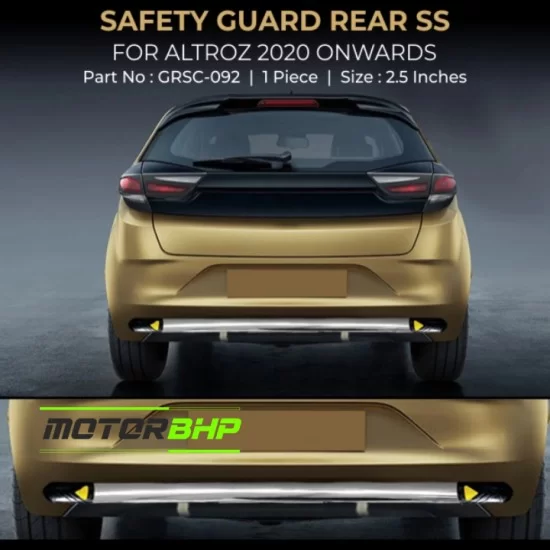 SAFETY GUARD REAR SS
FOR ALTROZ 2020 ONWARDS
Part No : GRSC-092 | 1 Piece | Size : 2.5 Inches
MOTORBHP